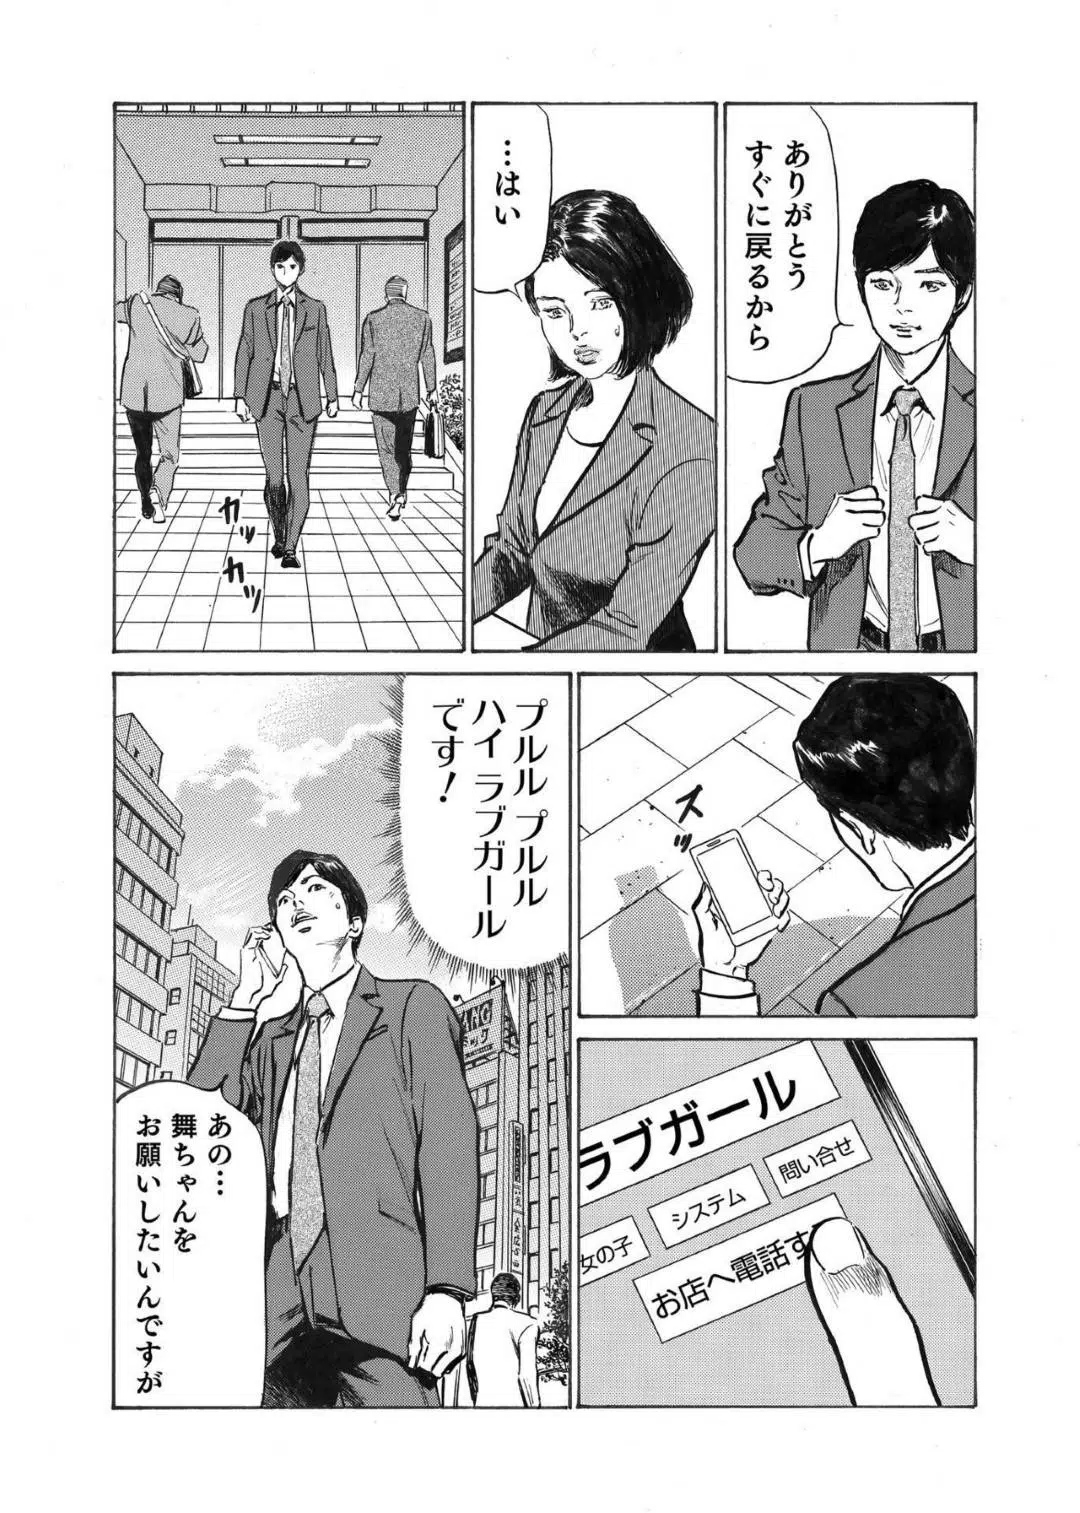 ありがとう
すぐに戻るから
…はい
カッ
カッ
スッ
ラブガール
女の子
システム
問い合せ
お店へ電話す
プルル プルル
ハイ ラブガール
です！
あの…
舞ちゃんを
お願いしたいんですが